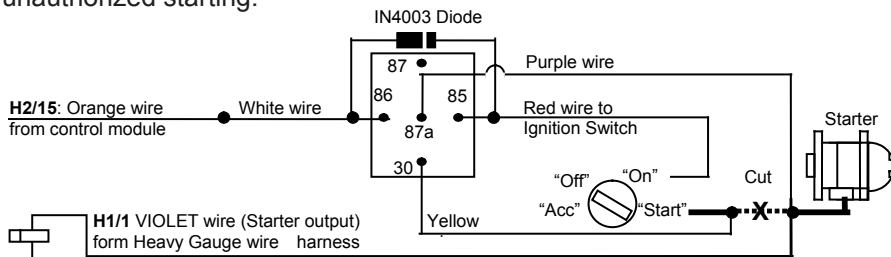 unauthorized starting.
IN4003 Diode
87
Purple wire
86
85
H2/15: Orange wire
from control module
White wire
87a
Red wire to
Ignition Switch
Starter
30
"Off"
"On"
Cut
"Acc"
"Start"
H1/1 VIOLET wire (Starter output)
form Heavy Gauge wire harness
Yellow
X